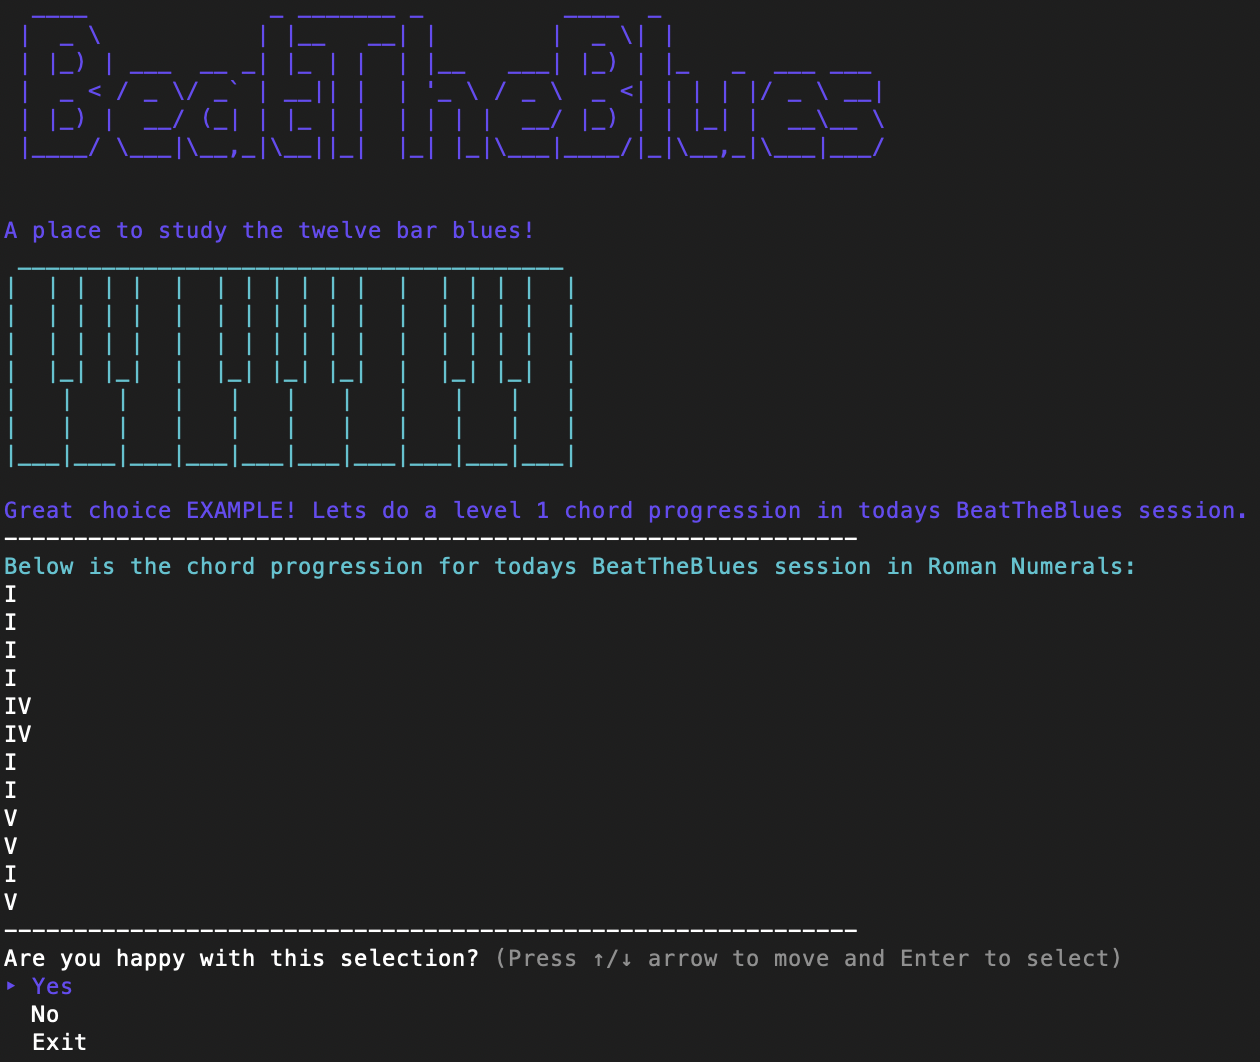 BeatTheBlues
A place to study the twelve bar blues!
Great choice EXAMPLE! Lets do a level 1 chord progression in todays BeatTheBlues session.
Below is the chord progression for todays BeatTheBlues session in Roman Numerals:
I
I
I
I
IV
IV
I
I
V
V
I
V
Are you happy with this selection? (Press ↑/↓ arrow to move and Enter to select)
‣ Yes
No
Exit